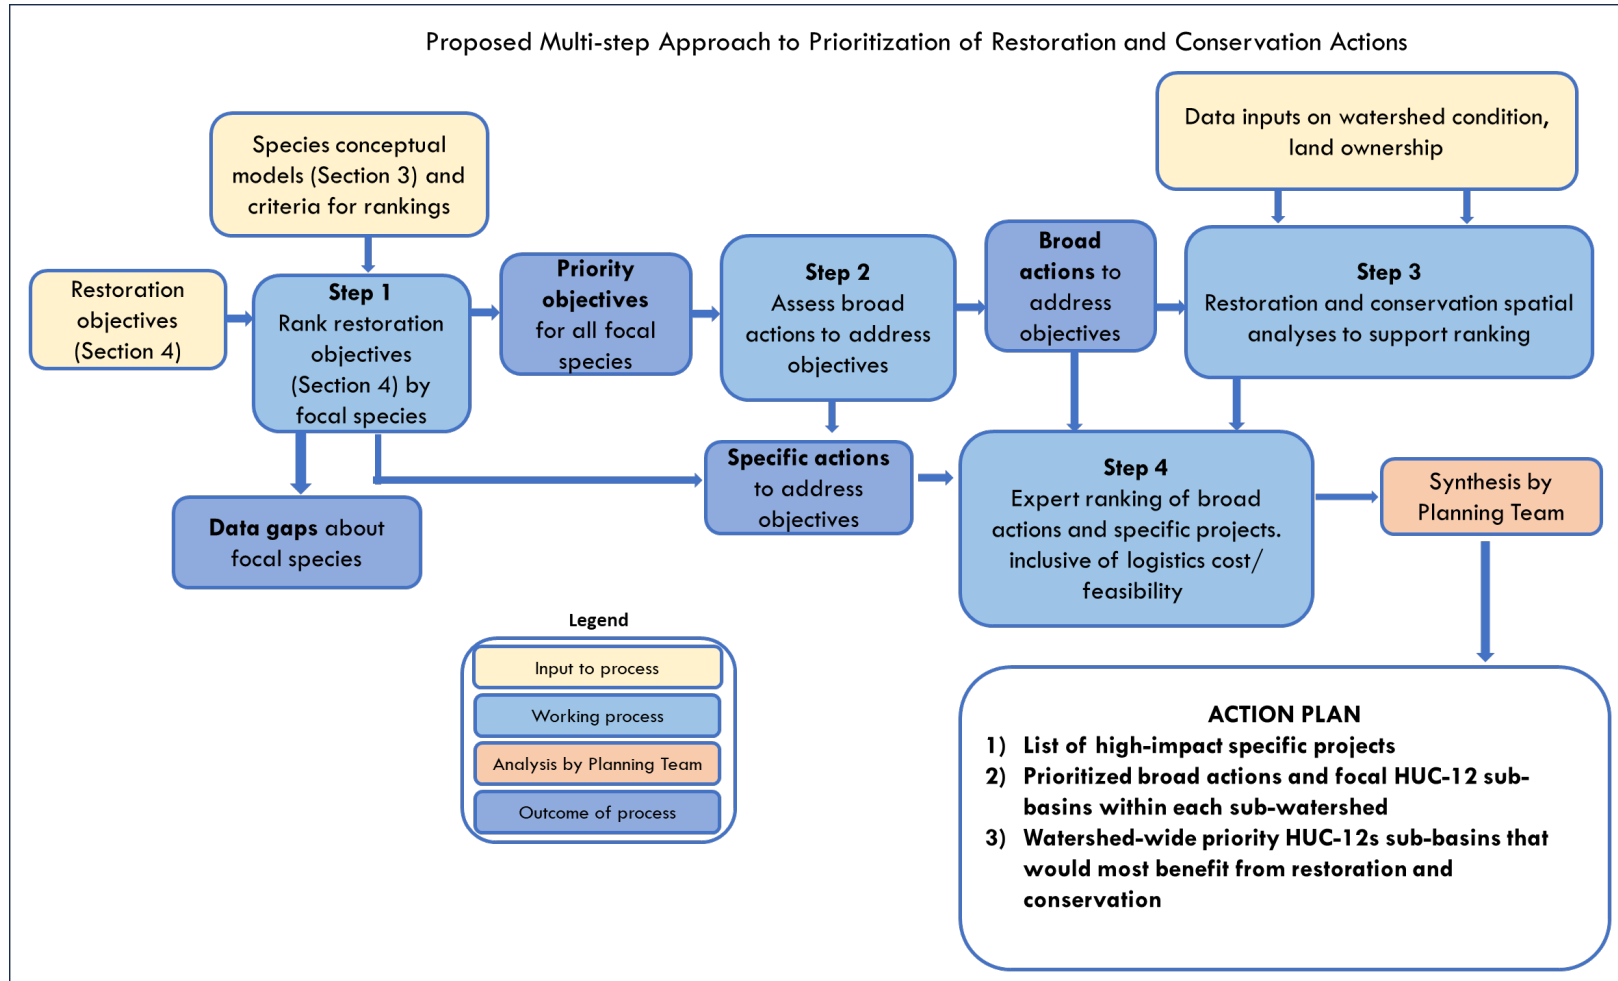 Proposed Multi-step Approach to Prioritization of Restoration and Conservation Actions
Species conceptual
models (Section 3) and
criteria for rankings
Data inputs on watershed condition,
land ownership
Restoration
objectives
(Section 4)
Step 1
Rank restoration
objectives
(Section 4) by
focal species
Priority
objectives
for all focal
species
Step 2
Assess broad
actions to address
objectives
Broad
actions to
address
objectives
Step 3
Restoration and conservation spatial
analyses to support ranking
Data gaps about
focal species
Specific actions
to address
objectives
Step 4
Expert ranking of broad
actions and specific projects.
inclusive of logistics cost/
feasibility
Synthesis by
Planning Team
Legend
Input to process
Working process
Analysis by Planning Team
Outcome of process
ACTION PLAN
1) List of high-impact specific projects
2) Prioritized broad actions and focal HUC-12 sub-
basins within each sub-watershed
3) Watershed-wide priority HUC-12s sub-basins that
would most benefit from restoration and
conservation